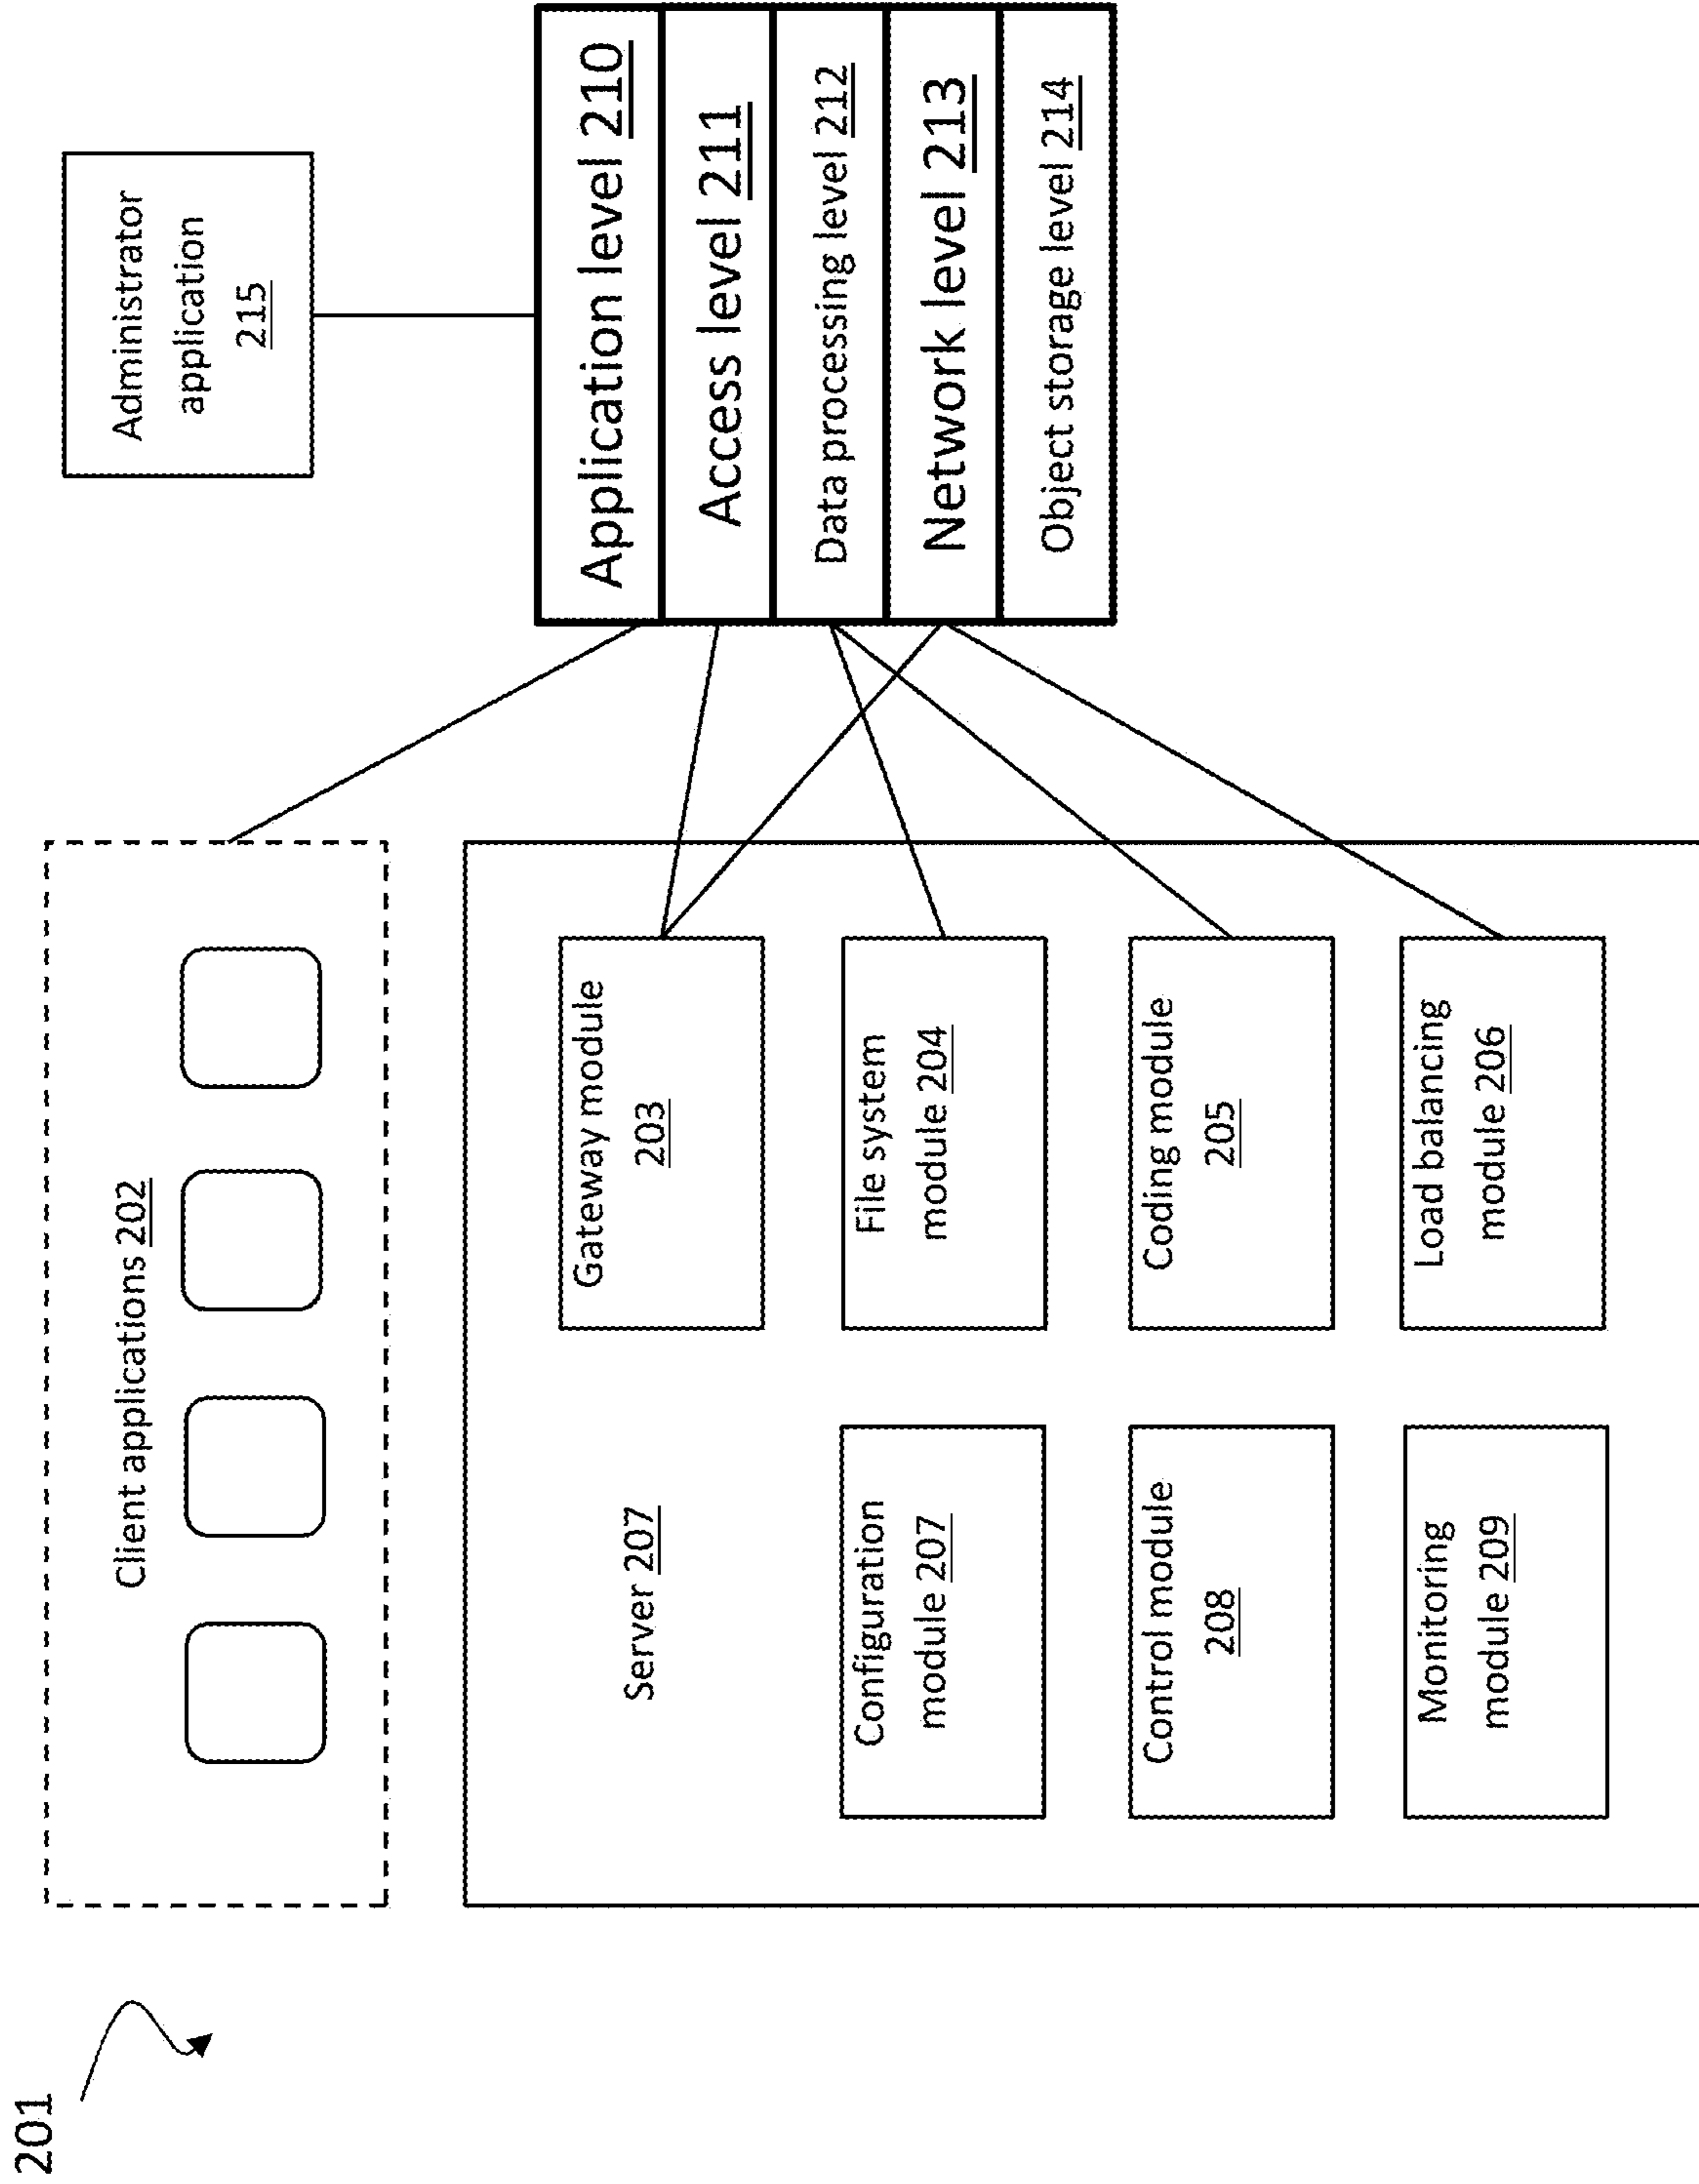 201
Client applications 202
Administrator
application
215
Server 207
Gateway module
203
Configuration
module 207
File system
module 204
Control module
208
Coding module
205
Monitoring
module 209
Load balancing
module 206
Application level 210
Access level 211
Data processing level 212
Network level 213
Object storage level 214